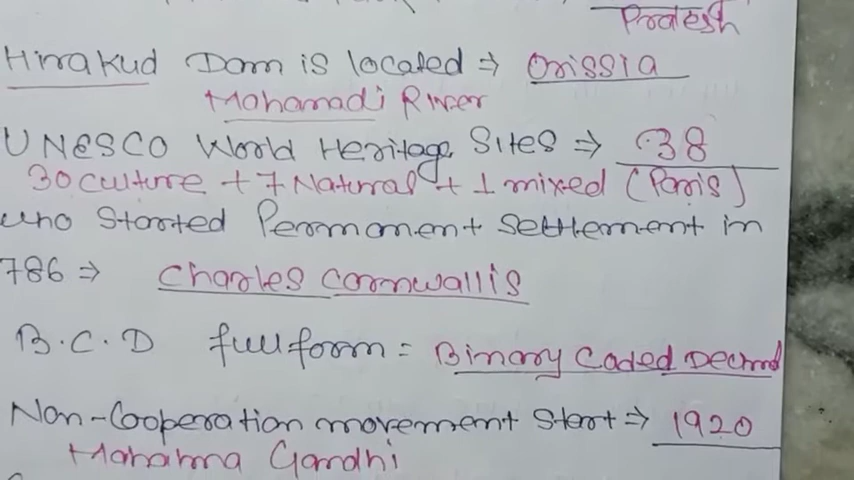 Pradesh
Hirakud Dam is located ⇒ Orissia
Mahanadi River
UNESCO World Heritage Sites ⇒ 38
30 culture + 7 Natural + 1 mixed (Paris)
who Started Permanent Settlement in
786 ⇒ Charles Cornwallis
B.C.D full form = Binary Coded Decimal
Non-Cooperation movement Start ⇒ 1920
Mahatma Gandhi